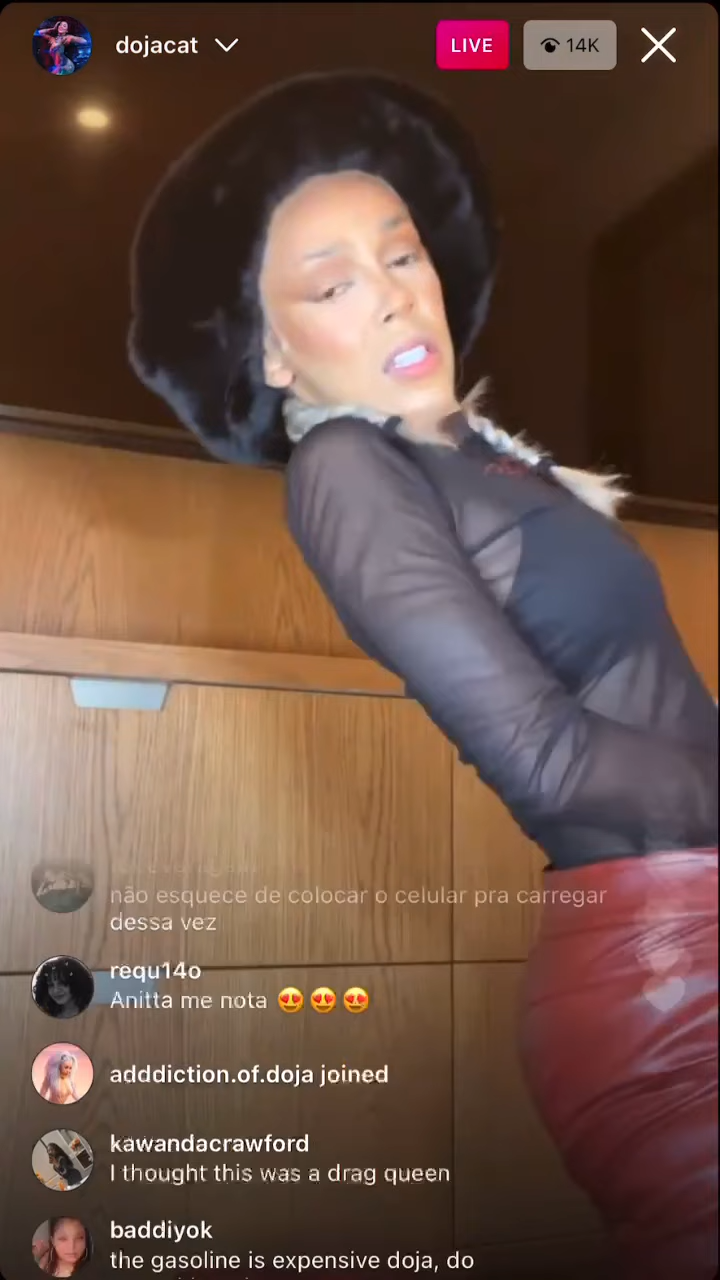 dojacat
LIVE
14K
não esquece de colocar o celular pra carregar
dessa vez
requ14o
Anitta me nota 😍😍😍
adddiction.of.doja joined
kawandacrawford
I thought this was a drag queen
baddiyok
the gasoline is expensive doja, do